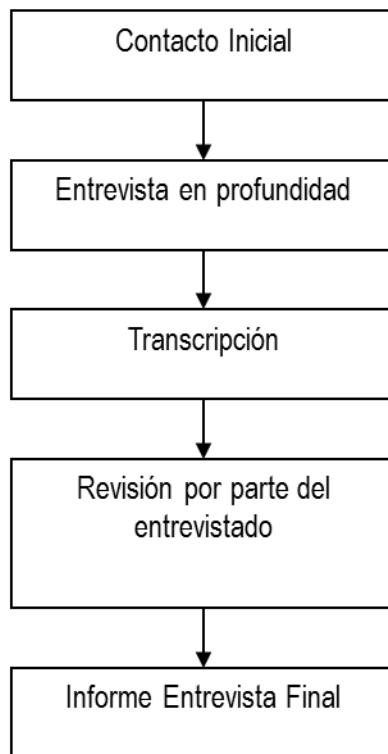 Contacto Inicial
Entrevista en profundidad
Transcripción
Revisión por parte del
entrevistado
Informe Entrevista Final